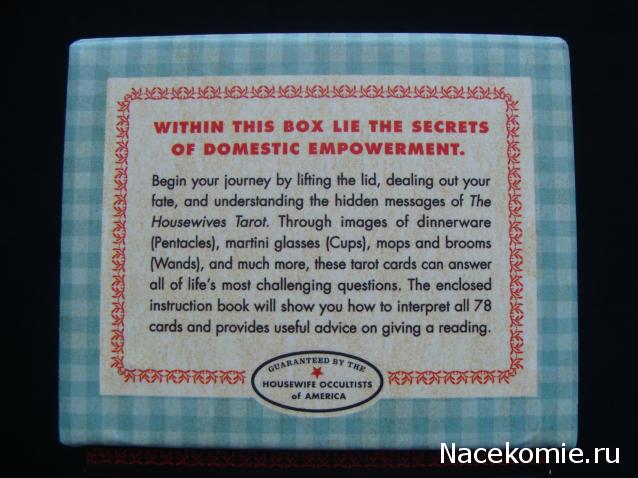 WITHIN THIS BOX LIE THE SECRETS
OF DOMESTIC EMPOWERMENT.
Begin your journey by lifting the lid, dealing out your
fate, and understanding the hidden messages of The
Housewives Tarot. Through images of dinnerware
(Pentacles), martini glasses (Cups), mops and brooms
(Wands), and much more, these tarot cards can answer
all of life's most challenging questions. The enclosed
instruction book will show you how to interpret all 78
cards and provides useful advice on giving a reading.
GUARANTEED BY THE
HOUSEWIFE OCCULTISTS
of AMERICA
Nacekomie.ru